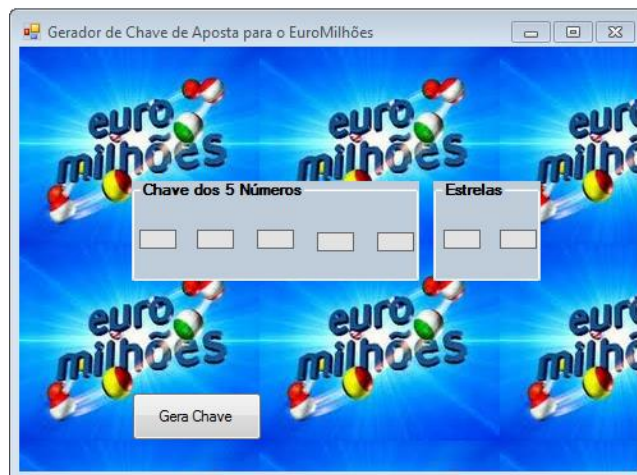 Gerador de Chave de Aposta para o EuroMilhões
euro
milhões
euro
milhões
euro
milhões
Chave dos 5 Números
Estrelas
euro
milhões
euro
milhões
euro
milhões
Gera Chave